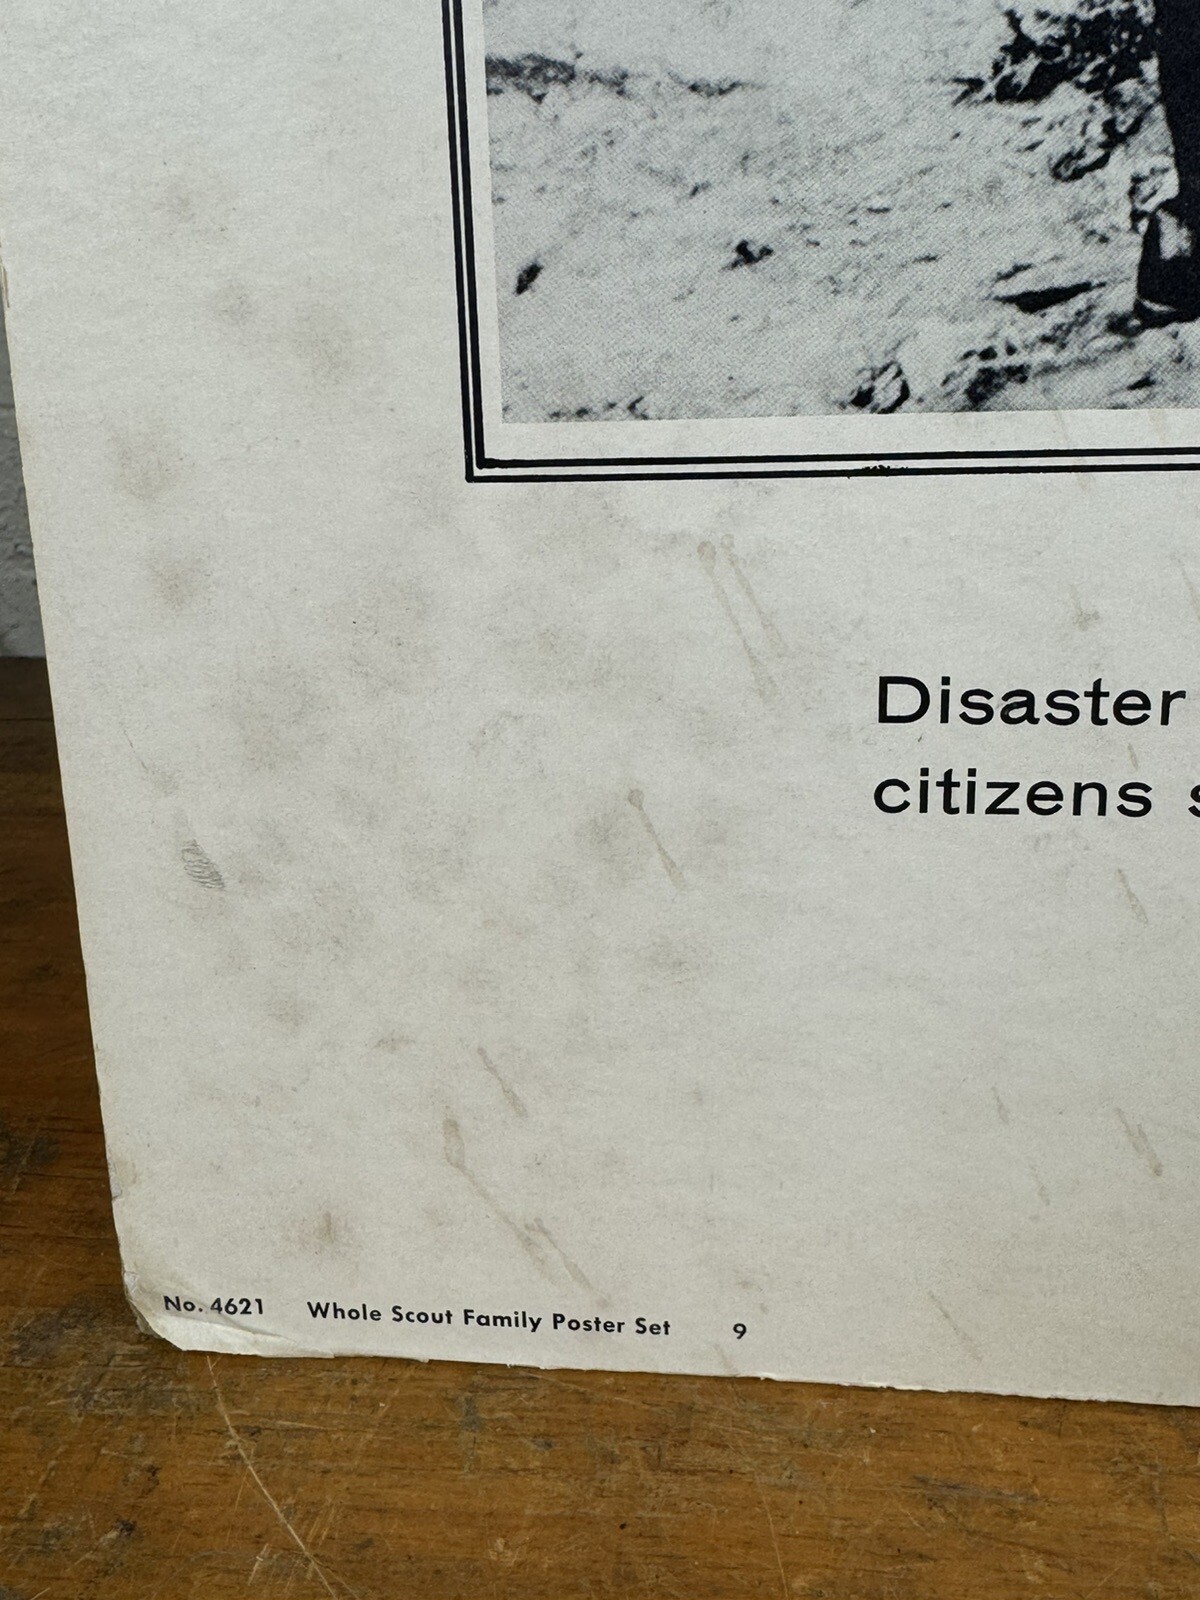 Disaster
citizens
No. 4621 Whole Scout Family Poster Set 9